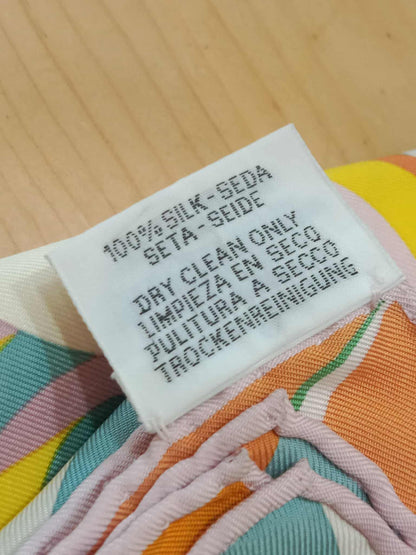 100% SILK-SEDA
SETA - SEIDE
DRY CLEAN ONLY
LIMPIEZA EN SECO
PULITURA A SECCO
TROCKENREINIGUNG